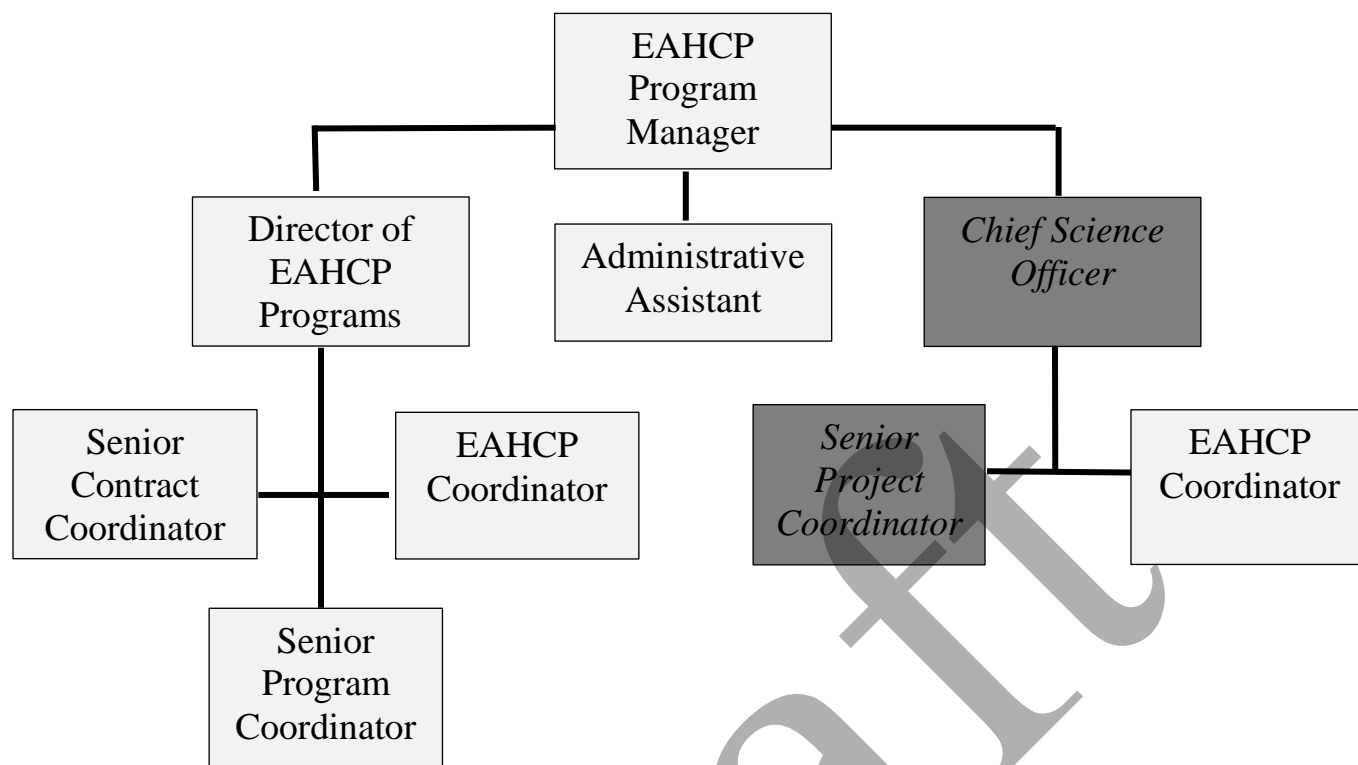 EAHCP
Program
Manager
Director of
EAHCP
Programs
Administrative
Assistant
Chief Science
Officer
Senior
Contract
Coordinator
EAHCP
Coordinator
Senior
Project
Coordinator
EAHCP
Coordinator
Senior
Program
Coordinator